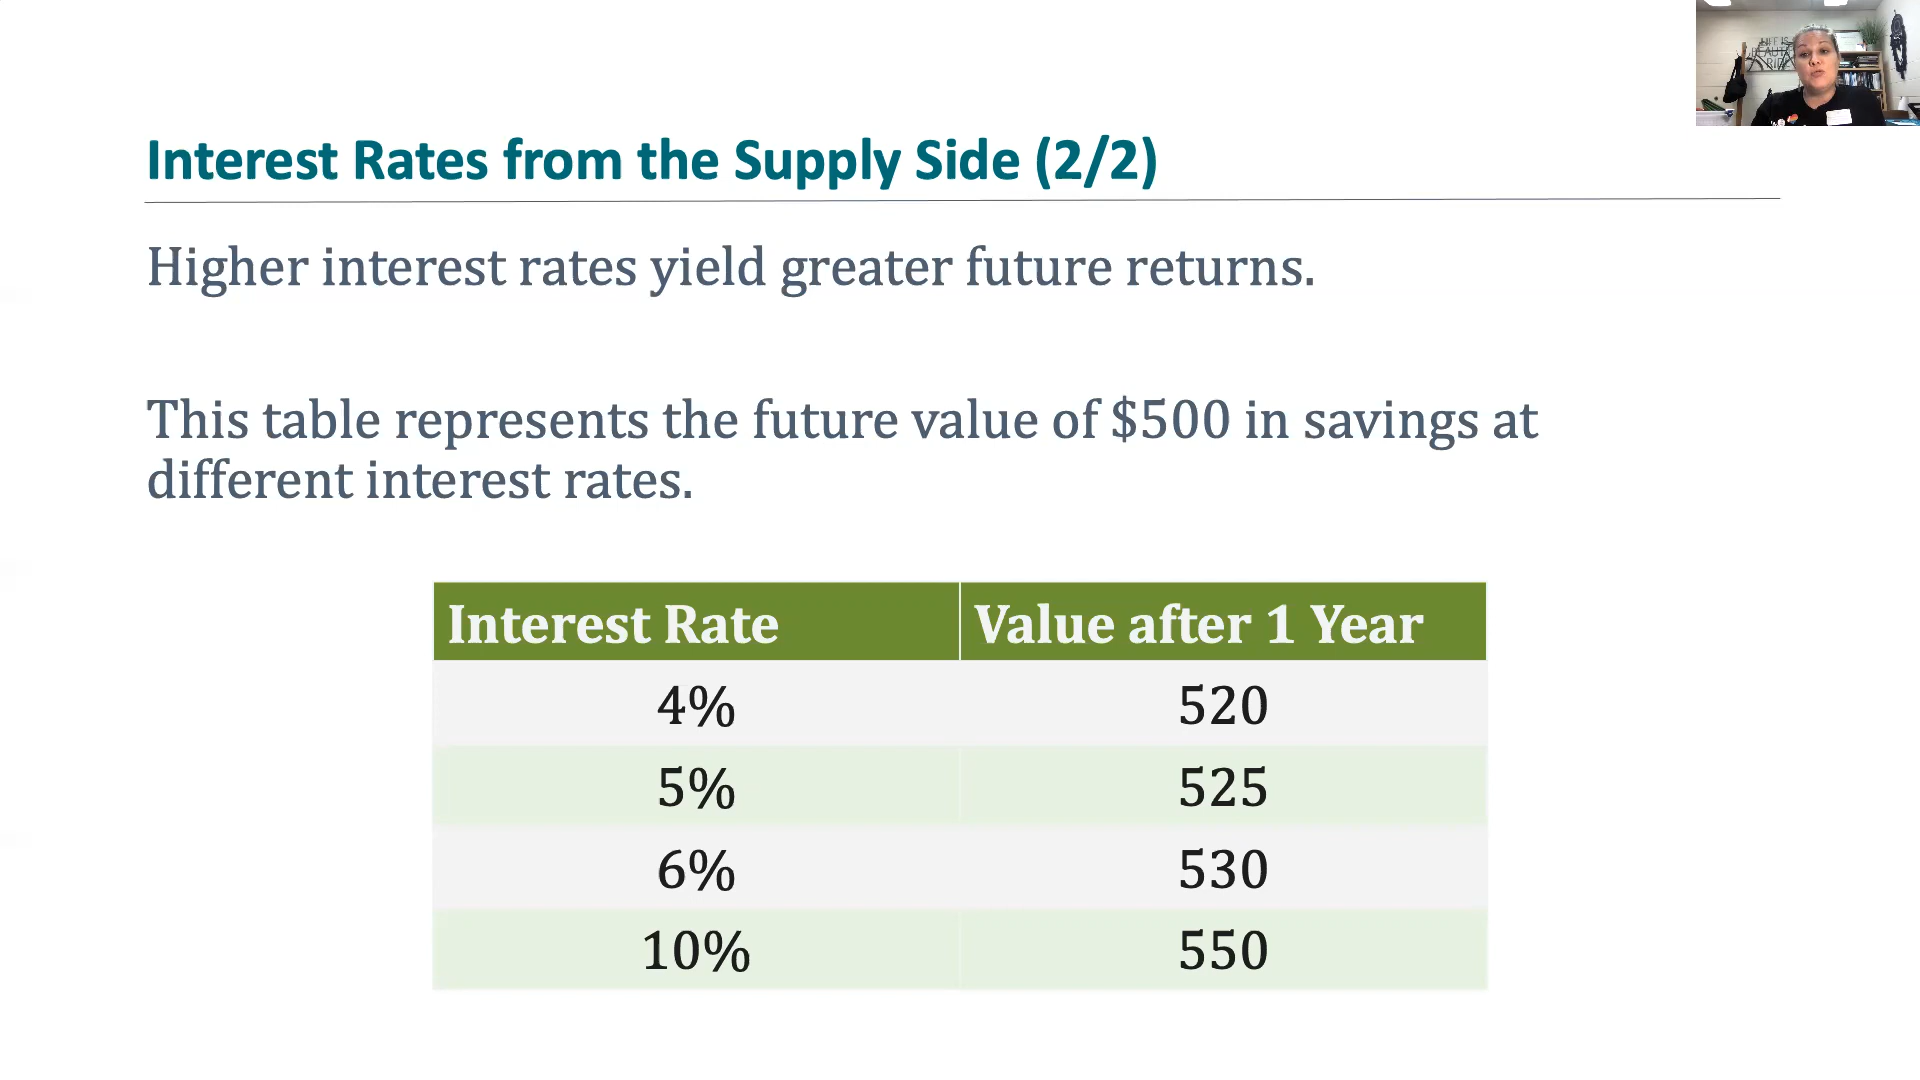 Interest Rates from the Supply Side (2/2)
Higher interest rates yield greater future returns.
This table represents the future value of $500 in savings at
different interest rates.
Interest Rate Value after 1 Year
4% 520
5% 525
6% 530
10% 550